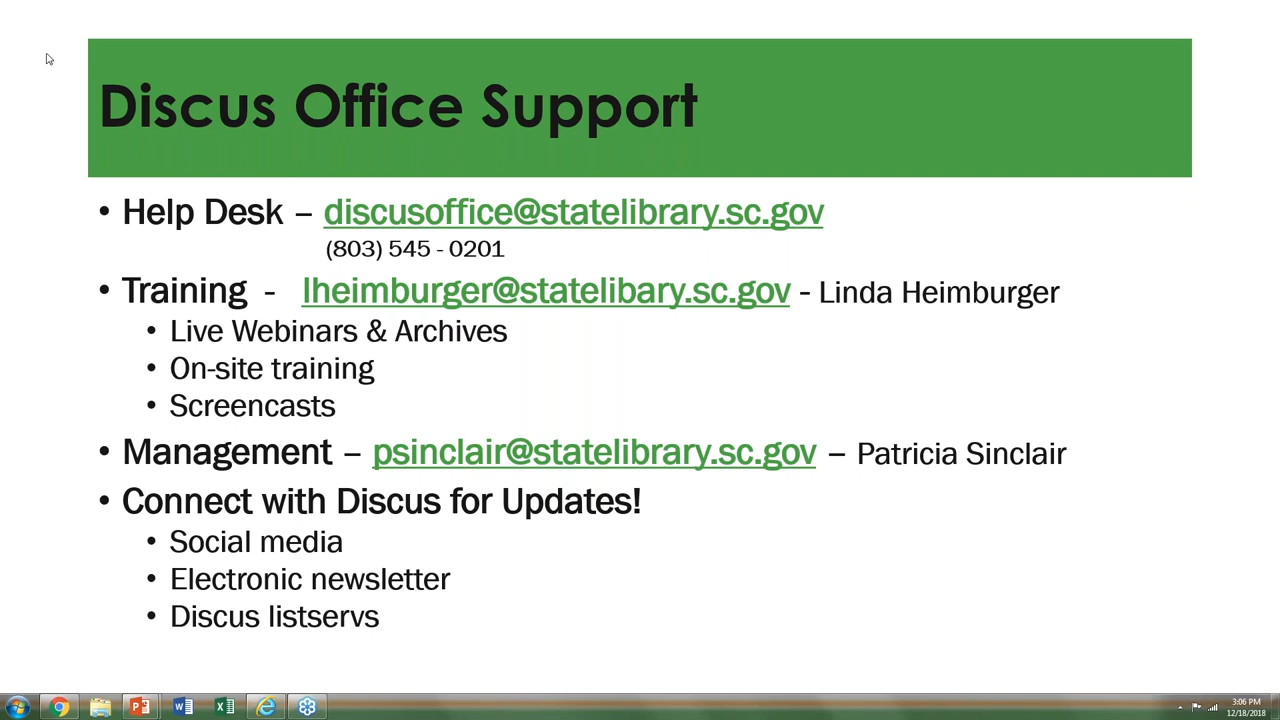 Discus Office Support
• Help Desk – discusoffice@statelibrary.sc.gov
(803) 545 - 0201
• Training - lheimburger@statelibary.sc.gov - Linda Heimburger
• Live Webinars & Archives
• On-site training
• Screencasts
• Management – psinclair@statelibrary.sc.gov – Patricia Sinclair
• Connect with Discus for Updates!
• Social media
• Electronic newsletter
• Discus listservs
3:06 PM
12/18/2018